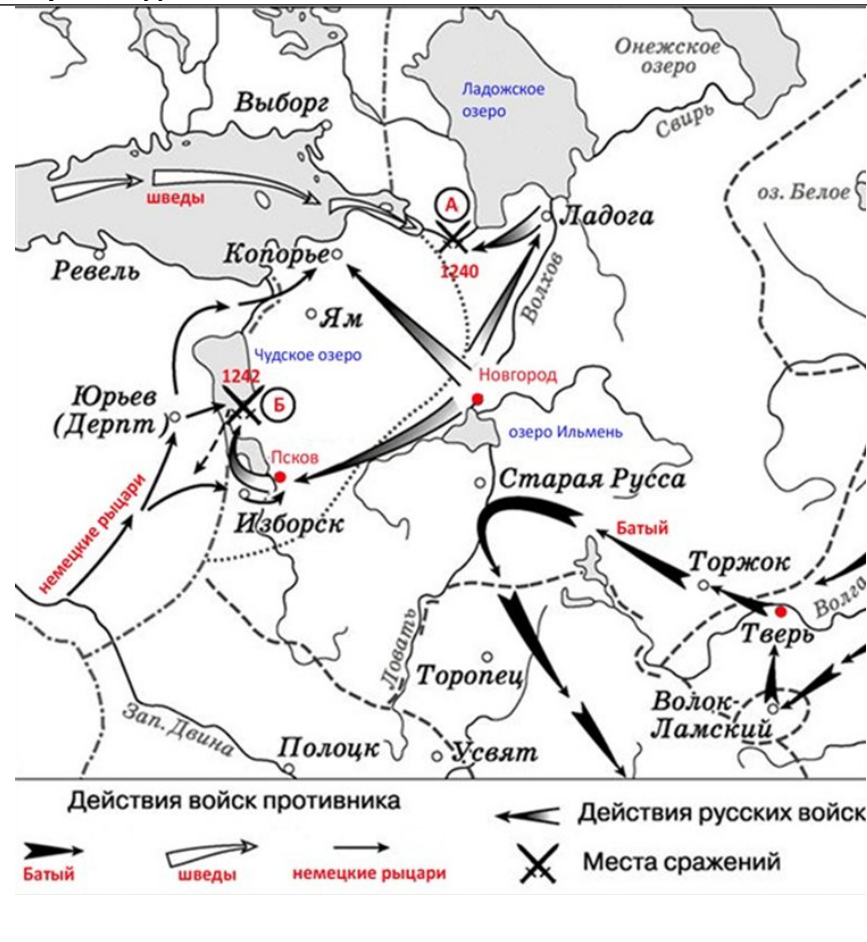 Онежское
озеро
Ладожское
озеро
Выборг
Свирь
оз. Белое
шведы
А
Ладога
Ревель
Копорье
1240
Волхов
Ям
Чудское озеро
1242
Новгород
Б
Юрьев
(Дерпт)
озеро Ильмень
Псков
Старая Русса
Изборск
Батый
немецкие рыцари
Торжок
Волго
Тверь
Ловать
Торопец
Волок-
Ламский
Зап. Двина
Полоцк
Усвят
Действия войск противника
Действия русских войск
Батый
шведы
немецкие рыцари
Места сражений